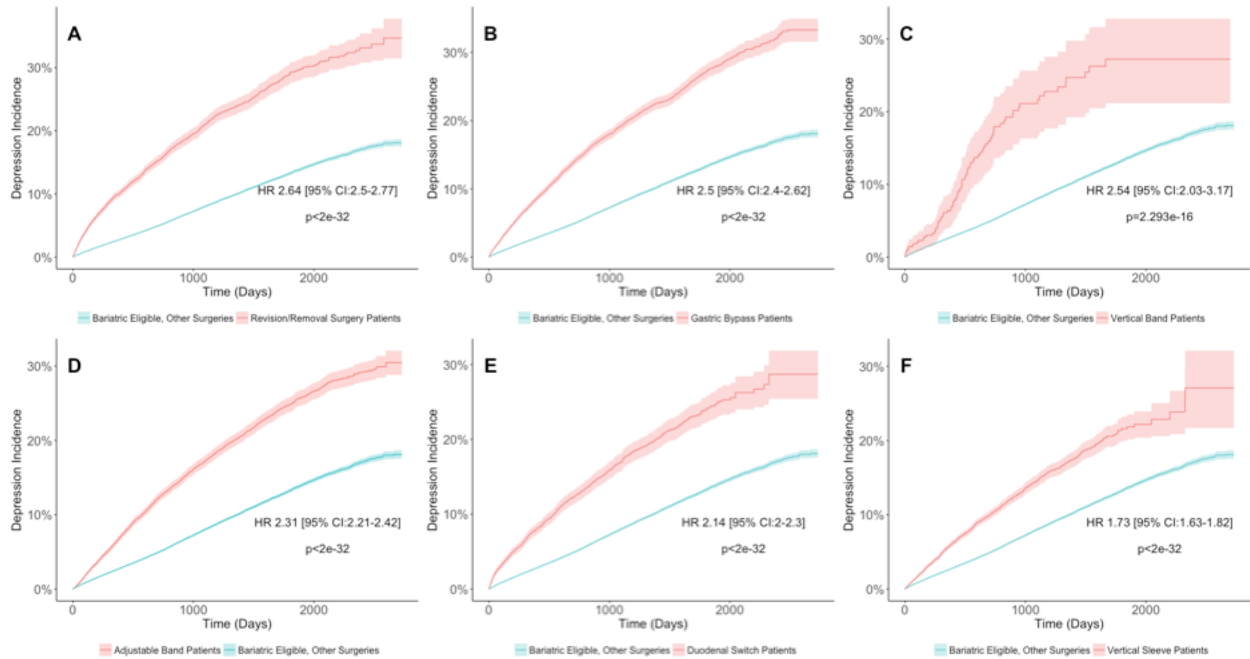 A
Depression Incidence
30%
20%
10%
0%
HR 2.64 [95% CI:2.5-2.77]
p<2e-32
0 1000 2000
Time (Days)
Bariatric Eligible, Other Surgeries Revision/Removal Surgery Patients
B
Depression Incidence
30%
20%
10%
0%
HR 2.5 [95% CI:2.4-2.62]
p<2e-32
0 1000 2000
Time (Days)
Bariatric Eligible, Other Surgeries Gastric Bypass Patients
C
Depression Incidence
30%
20%
10%
0%
HR 2.54 [95% CI:2.03-3.17]
p=2.293e-16
0 1000 2000
Time (Days)
Bariatric Eligible, Other Surgeries Vertical Band Patients
D
Depression Incidence
30%
20%
10%
0%
HR 2.31 [95% CI:2.21-2.42]
p<2e-32
0 1000 2000
Time (Days)
Adjustable Band Patients Bariatric Eligible, Other Surgeries
E
Depression Incidence
30%
20%
10%
0%
HR 2.14 [95% CI:2-2.3]
p<2e-32
0 1000 2000
Time (Days)
Bariatric Eligible, Other Surgeries Duodenal Switch Patients
F
Depression Incidence
30%
20%
10%
0%
HR 1.73 [95% CI:1.63-1.82]
p<2e-32
0 1000 2000
Time (Days)
Bariatric Eligible, Other Surgeries Vertical Sleeve Patients